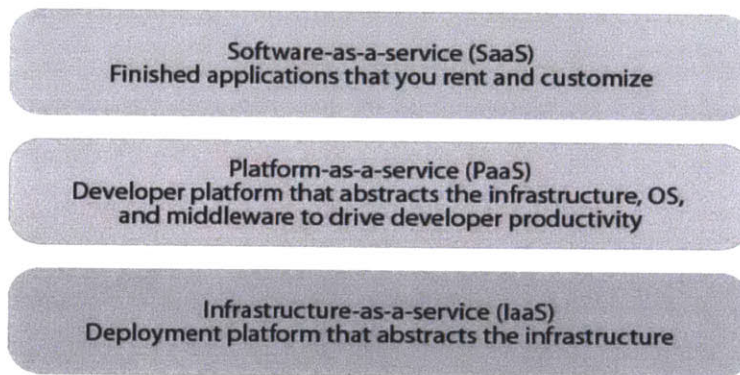 Software-as-a-service (SaaS)
Finished applications that you rent and customize
Platform-as-a-service (PaaS)
Developer platform that abstracts the infrastructure, OS,
and middleware to drive developer productivity
Infrastructure-as-a-service (IaaS)
Deployment platform that abstracts the infrastructure